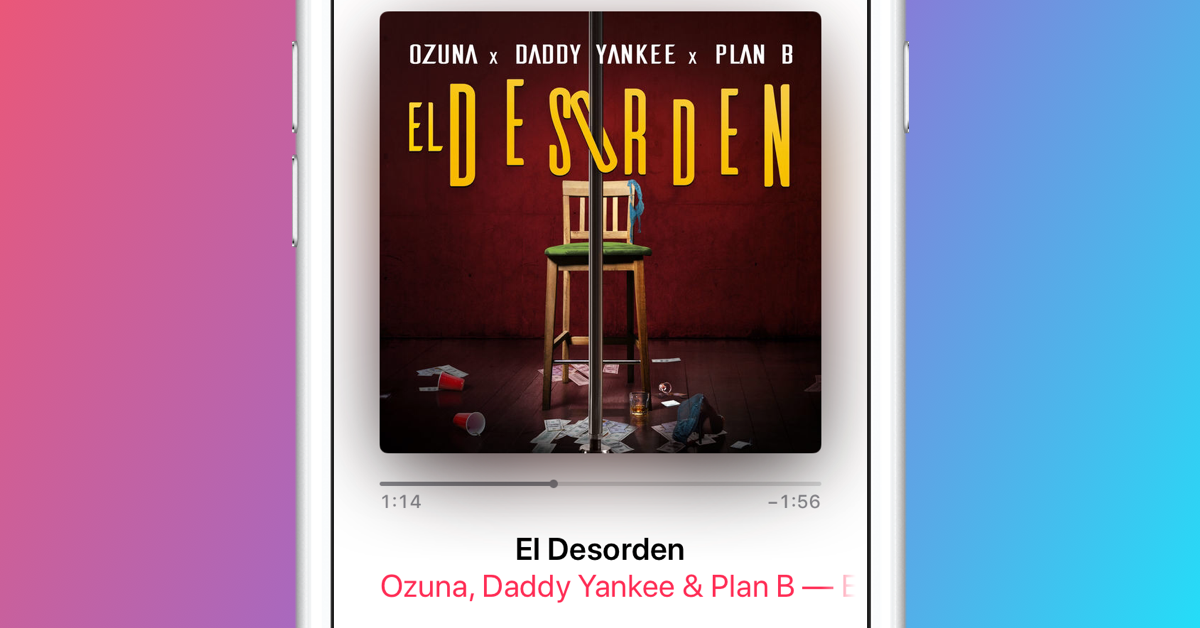 OZUNA x DADDY YANKEE x PLAN B
EL DESORDEN
1:14 −1:56
El Desorden
Ozuna, Daddy Yankee & Plan B — E